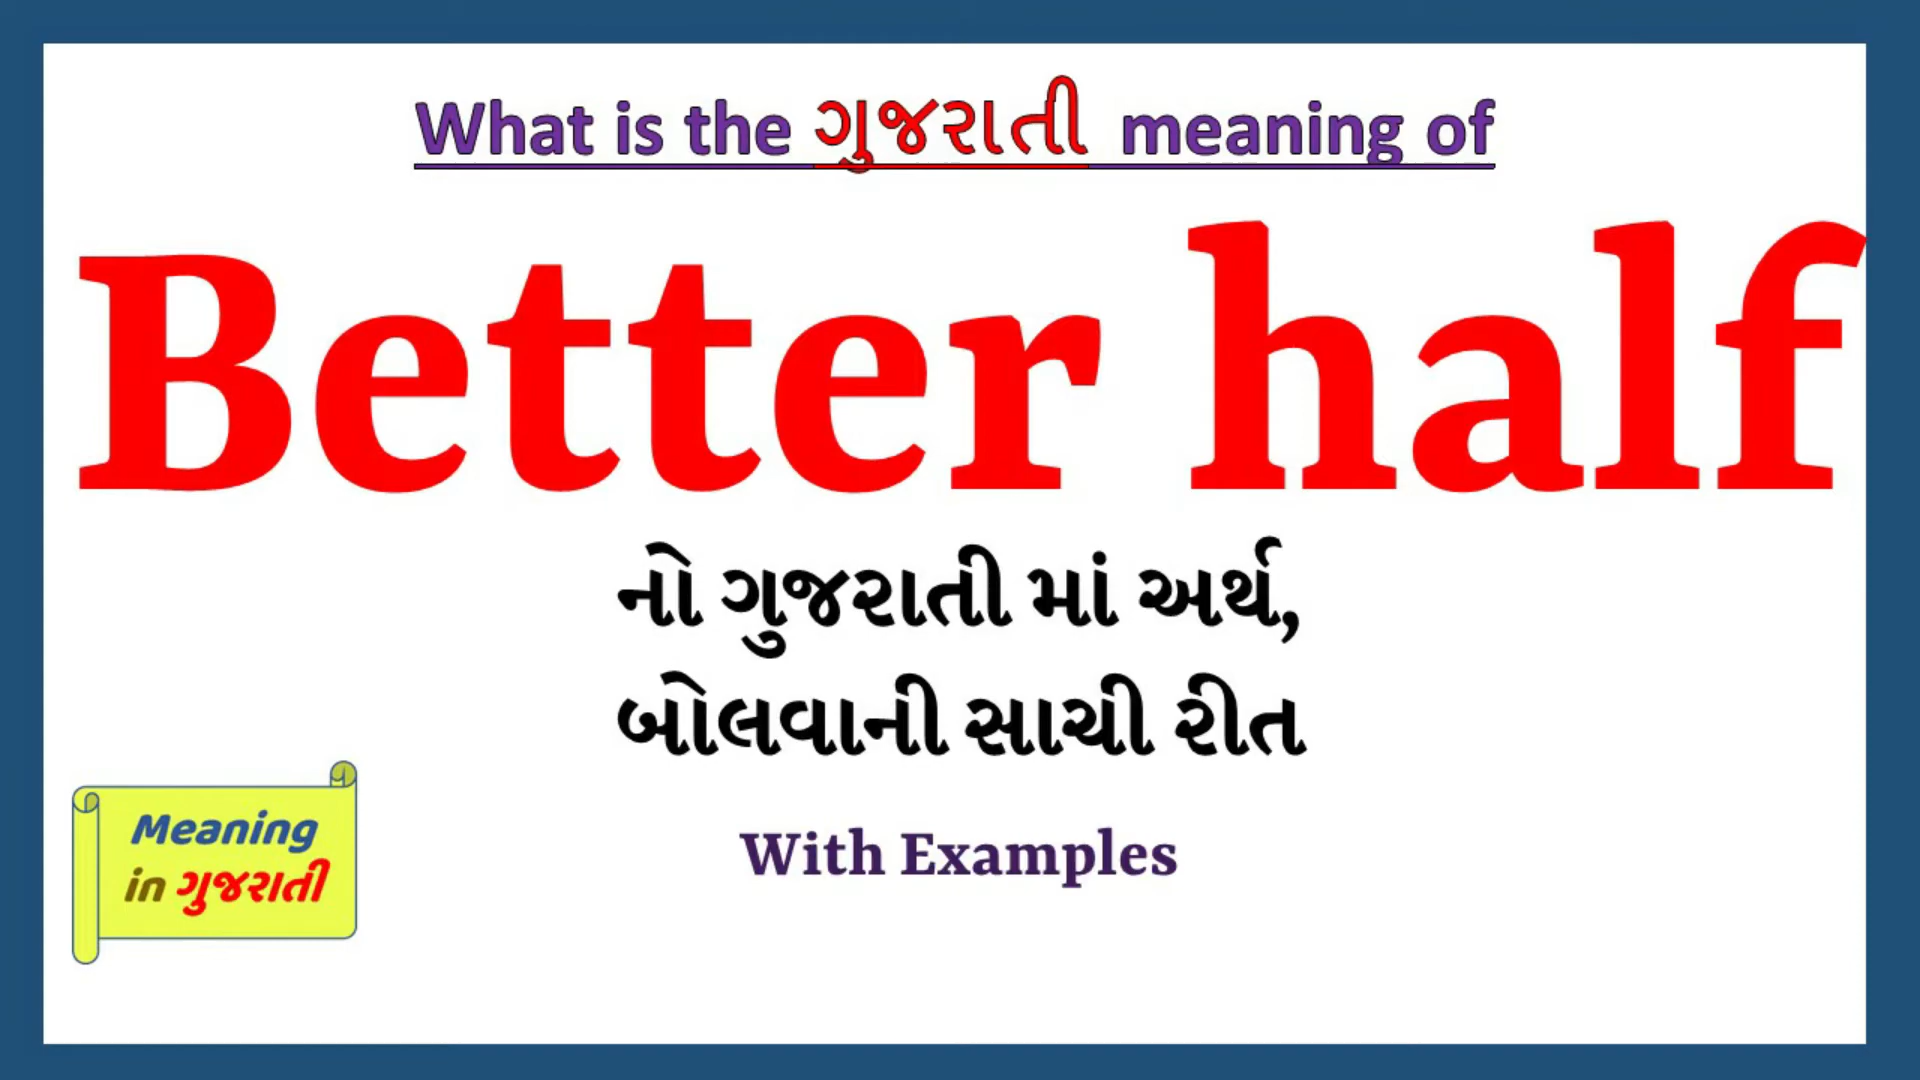 What is the ગુજરાતી meaning of
Better half
નો ગુજરાતી માં અર્થ,
બોલવાની સાચી રીત
With Examples
Meaning
in ગુજરાતી